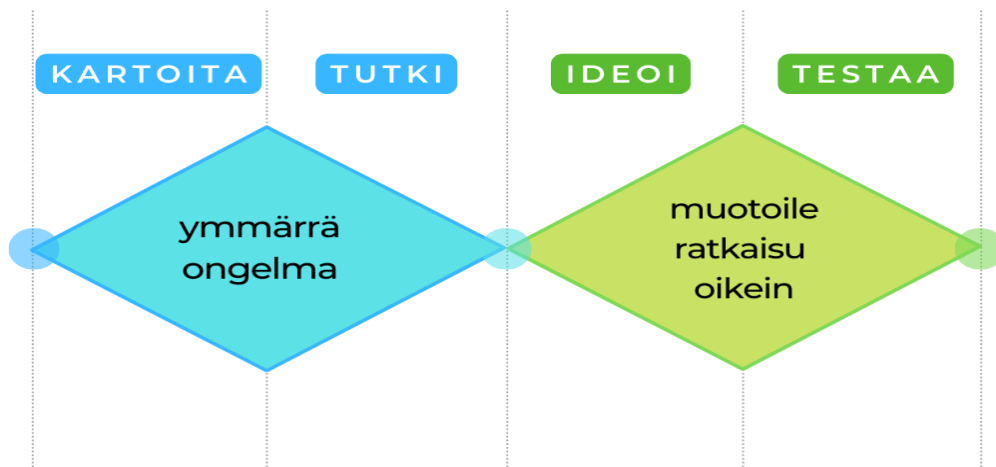 KARTOITA
TUTKI
IDEOI
TESTAA
ymmärrä
ongelma
muotoile
ratkaisu
oikein